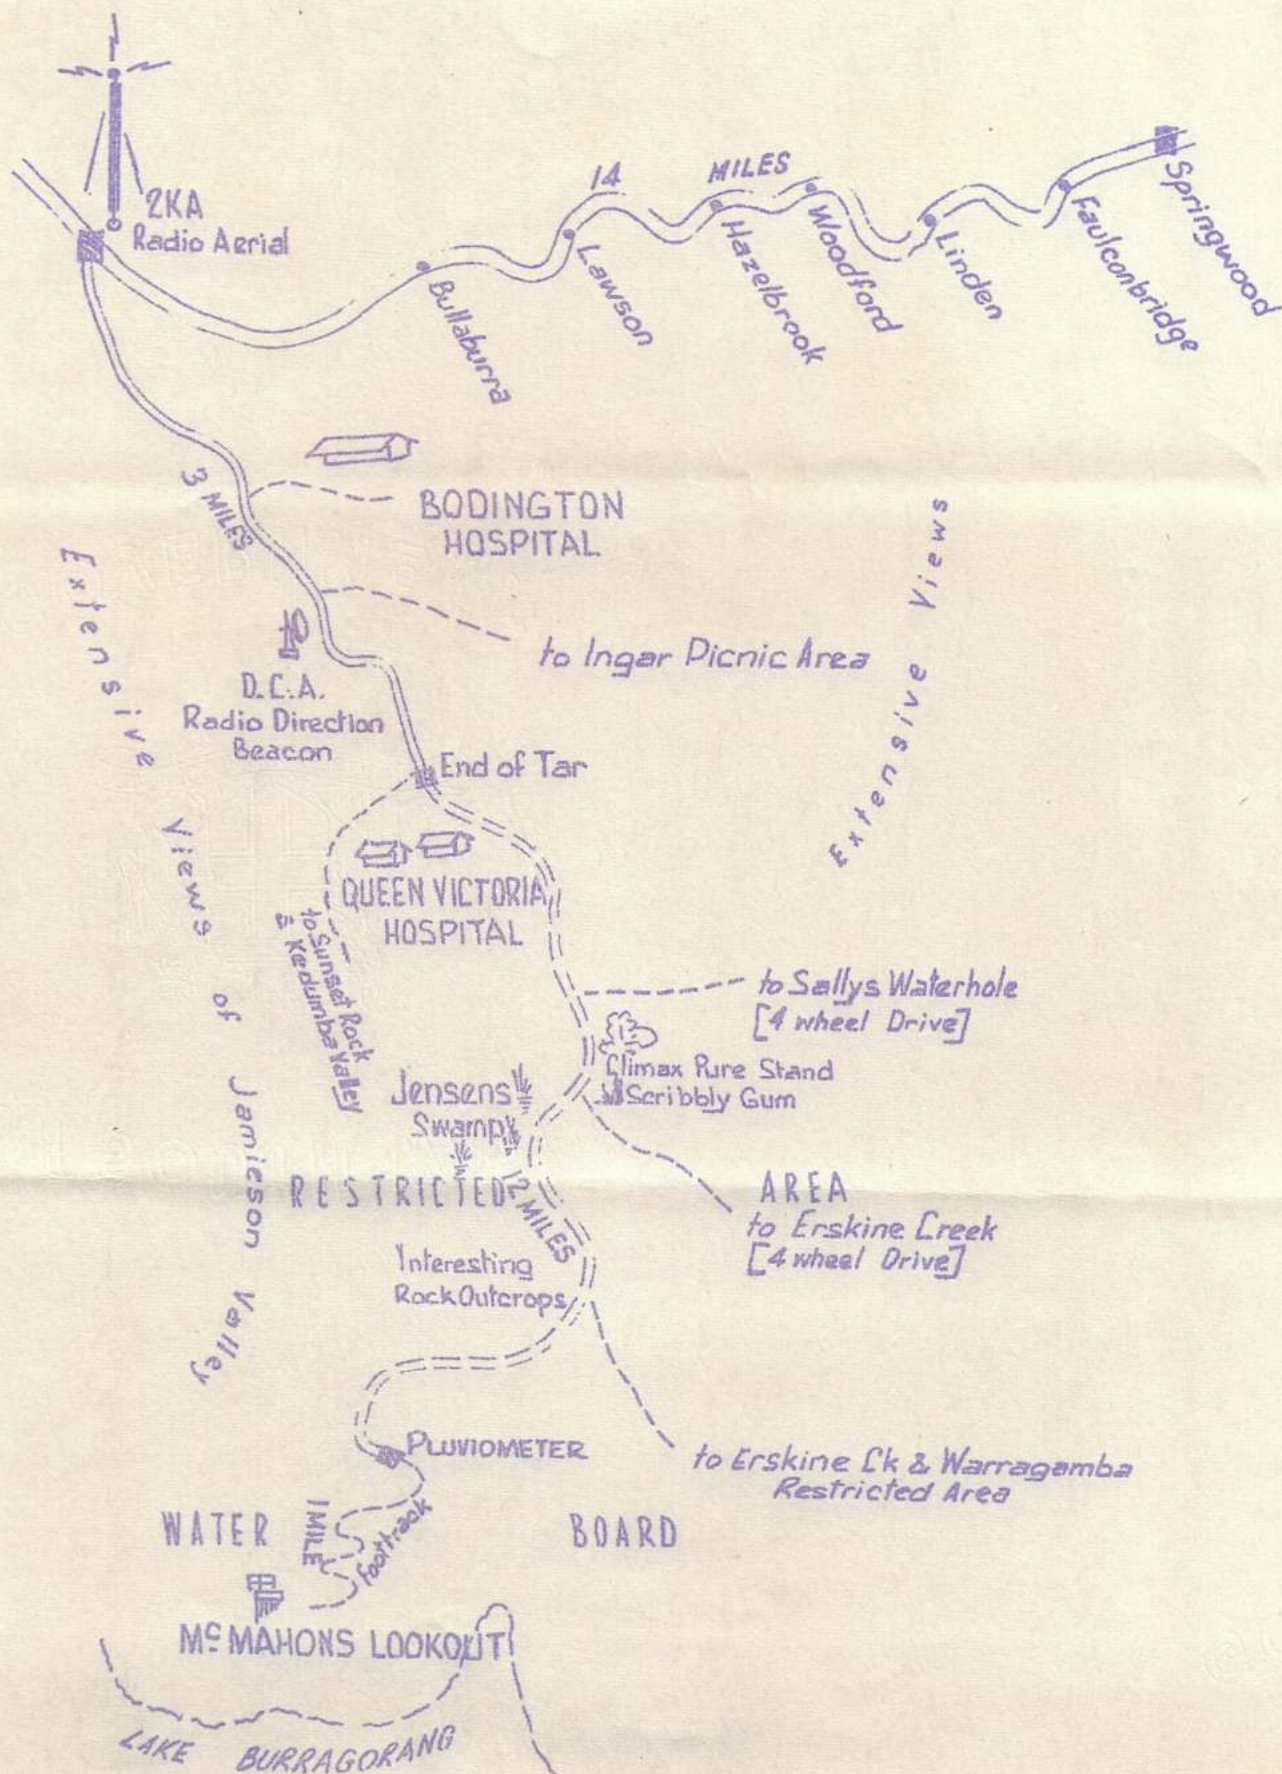 2KA
Radio Aerial
14 MILES
Springwood
Faulconbridge
Linden
Woodford
Hazelbrook
Lawson
Bullaburra
3 MILES
BODINGTON
HOSPITAL
to Ingar Picnic Area
D.C.A.
Radio Direction
Beacon
Extensive Views
Extensive Views of Jamieson Valley
End of Tar
QUEEN VICTORIA
HOSPITAL
to Sunset Rock
& Kedumba Valley
to Sallys Waterhole
[4 wheel Drive]
Climax Pure Stand
Scribbly Gum
Jensens
Swamp
RESTRICTED AREA
12 MILES
to Erskine Creek
[4 wheel Drive]
Interesting
Rock Outcrops
PLUVIOMETER
to Erskine Ck & Warragamba
Restricted Area
WATER BOARD
1 MILE
Foot track
Mc MAHONS LOOKOUT
LAKE BURRAGORANG